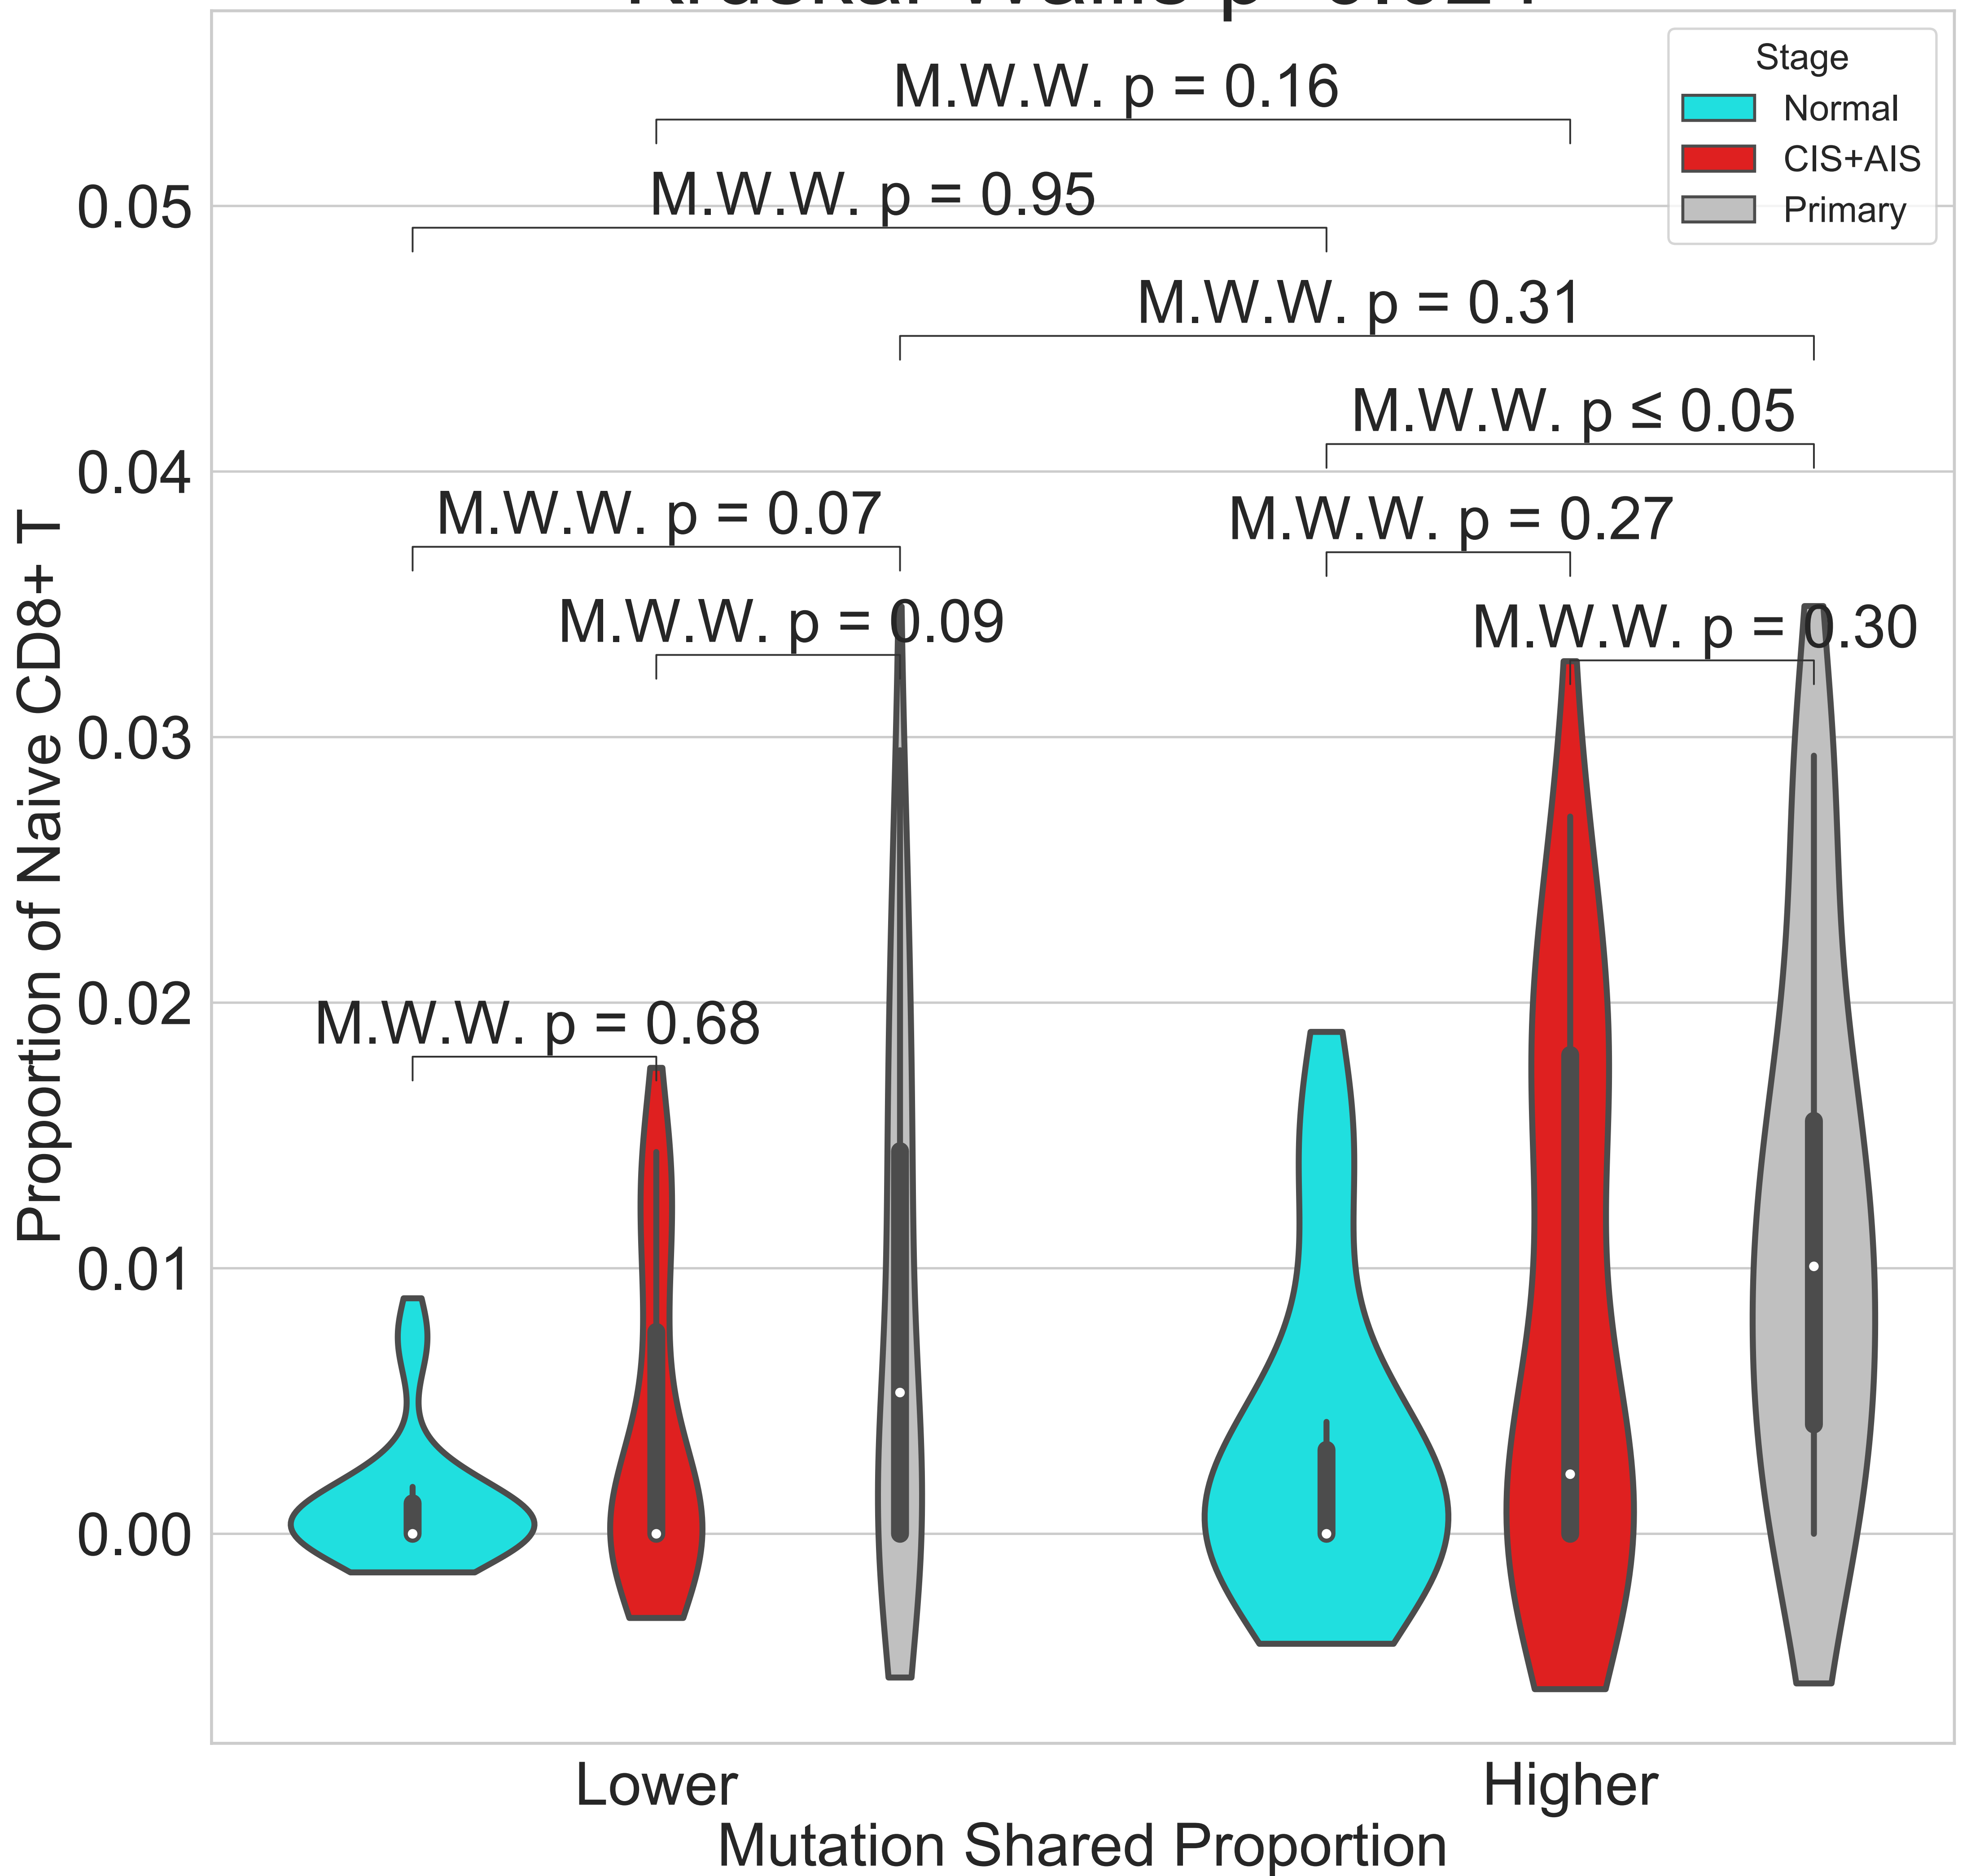 Stage
Normal
CIS+AIS
Primary
M.W.W. p = 0.16
M.W.W. p = 0.95
M.W.W. p = 0.31
M.W.W. p ≤ 0.05
M.W.W. p = 0.07
M.W.W. p = 0.27
M.W.W. p = 0.09
M.W.W. p = 0.30
M.W.W. p = 0.68
0.05
0.04
0.03
0.02
0.01
0.00
Proportion of Naive CD8+ T
Lower
Higher
Mutation Shared Proportion